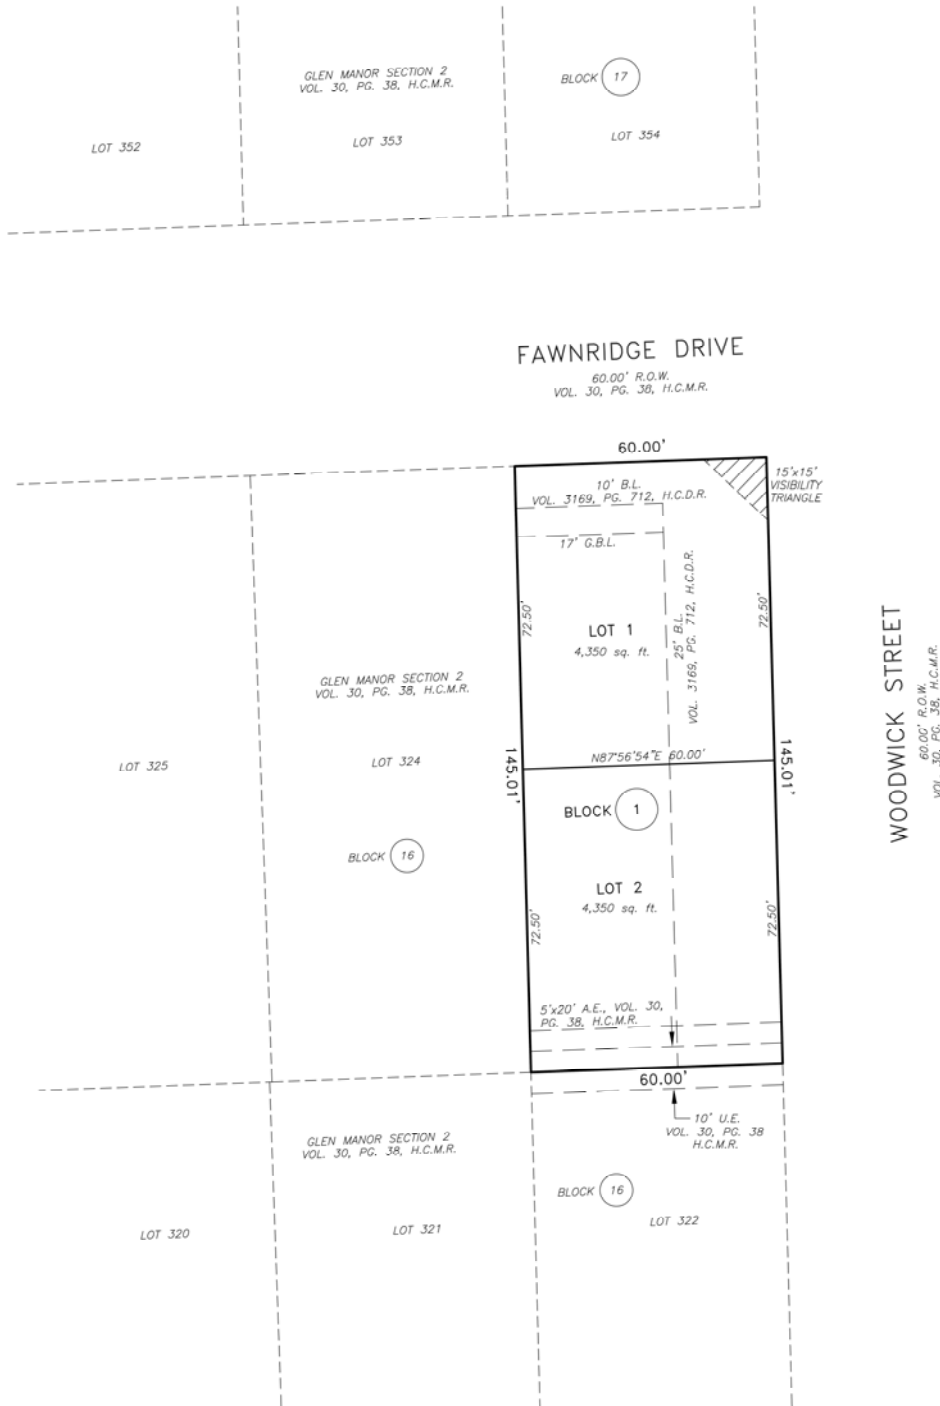 GLEN MANOR SECTION 2
VOL. 30, PG. 38, H.C.M.R.
BLOCK 17
LOT 352
LOT 353
LOT 354
FAWNRIDGE DRIVE
60.00' R.O.W.
VOL. 30, PG. 38, H.C.M.R.
60.00'
15'x15'
VISIBILITY
TRIANGLE
10' B.L.
VOL. 3169, PG. 712, H.C.D.R.
17' G.B.L.
25' B.L.
VOL. 3169, PG. 712, H.C.D.R.
72.50'
72.50'
LOT 1
4,350 sq. ft.
WOODWICK STREET
60.00' R.O.W.
VOL. 30, PG. 38, H.C.M.R.
GLEN MANOR SECTION 2
VOL. 30, PG. 38, H.C.M.R.
LOT 325
LOT 324
145.01'
N87°56'54"E 60.00'
145.01'
BLOCK 1
BLOCK 16
LOT 2
4,350 sq. ft.
72.50'
72.50'
5'x20' A.E., VOL. 30,
PG. 38, H.C.M.R.
60.00'
10' U.E.
VOL. 30, PG. 38
H.C.M.R.
GLEN MANOR SECTION 2
VOL. 30, PG. 38, H.C.M.R.
BLOCK 16
LOT 320
LOT 321
LOT 322